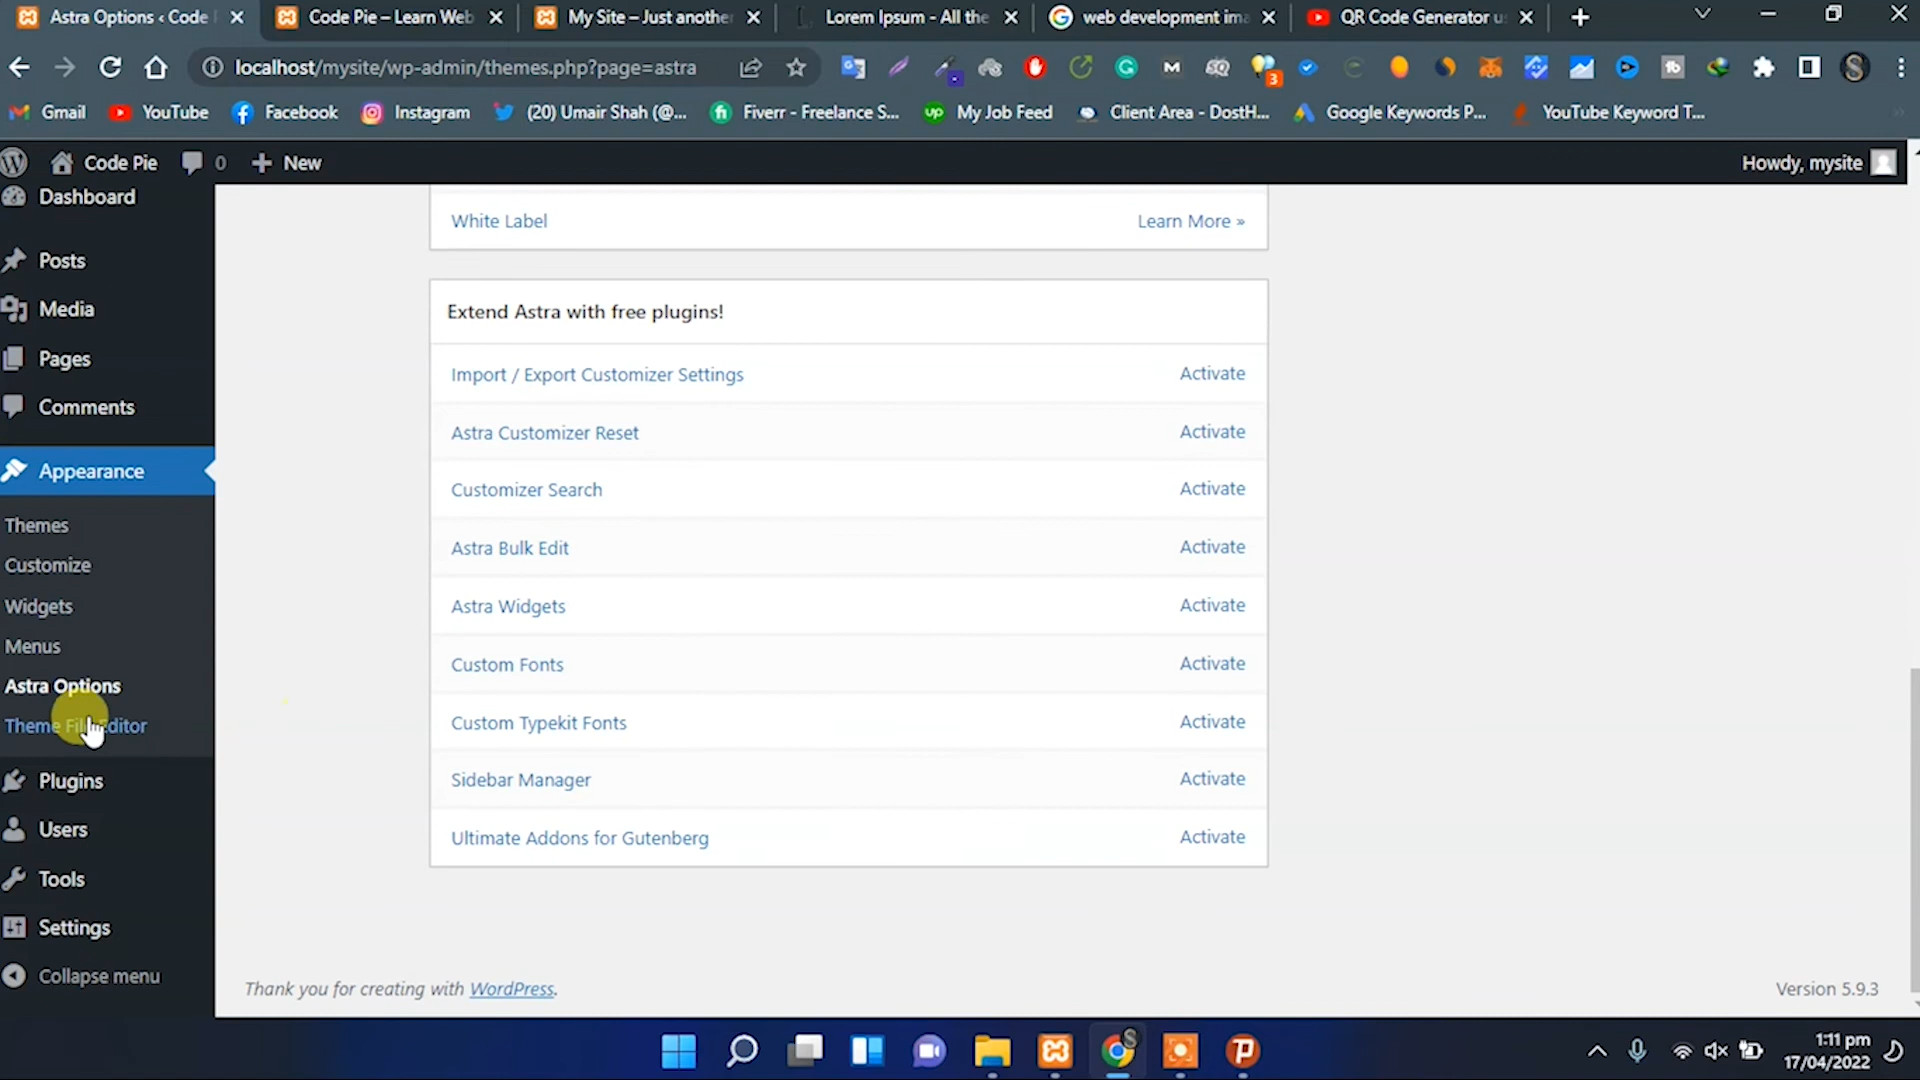 Astra Options ‹ Code
Code Pie – Learn Web
My Site – Just another
Lorem Ipsum - All the
web development ima
QR Code Generator u
localhost/mysite/wp-admin/themes.php?page=astra
3
Gmail
YouTube
Facebook
Instagram
(20) Umair Shah (@...
Fiverr - Freelance S...
My Job Feed
Client Area - DostH...
Google Keywords P...
YouTube Keyword T...
Code Pie
0
New
Howdy, mysite
Dashboard
Posts
Media
Pages
Comments
Appearance
Themes
Customize
Widgets
Menus
Astra Options
Theme File Editor
Plugins
Users
Tools
Settings
Collapse menu
White Label
Learn More »
Extend Astra with free plugins!
Import / Export Customizer Settings
Activate
Astra Customizer Reset
Activate
Customizer Search
Activate
Astra Bulk Edit
Activate
Astra Widgets
Activate
Custom Fonts
Activate
Custom Typekit Fonts
Activate
Sidebar Manager
Activate
Ultimate Addons for Gutenberg
Activate
Thank you for creating with WordPress.
Version 5.9.3
1:11 pm
17/04/2022